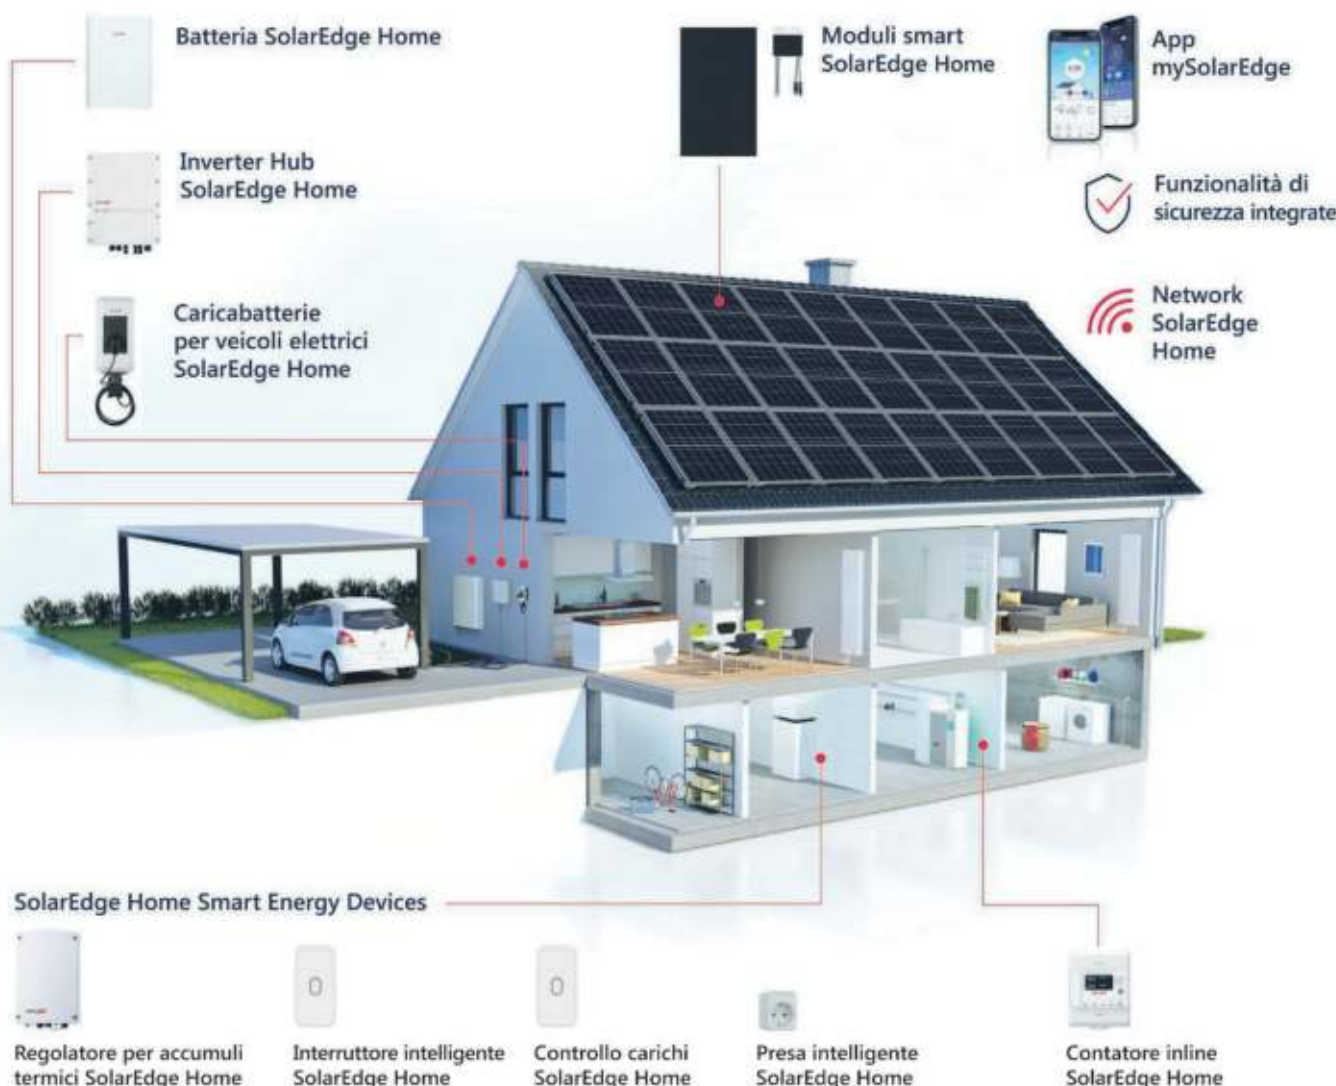 Batteria SolarEdge Home
Inverter Hub
SolarEdge Home
Caricabatterie
per veicoli elettrici
SolarEdge Home
Moduli smart
SolarEdge Home
App
mySolarEdge
Funzionalità di
sicurezza integrate
Network
SolarEdge
Home
SolarEdge Home Smart Energy Devices
Regolatore per accumuli
termici SolarEdge Home
Interruttore intelligente
SolarEdge Home
Controllo carichi
SolarEdge Home
Presa intelligente
SolarEdge Home
Contatore inline
SolarEdge Home